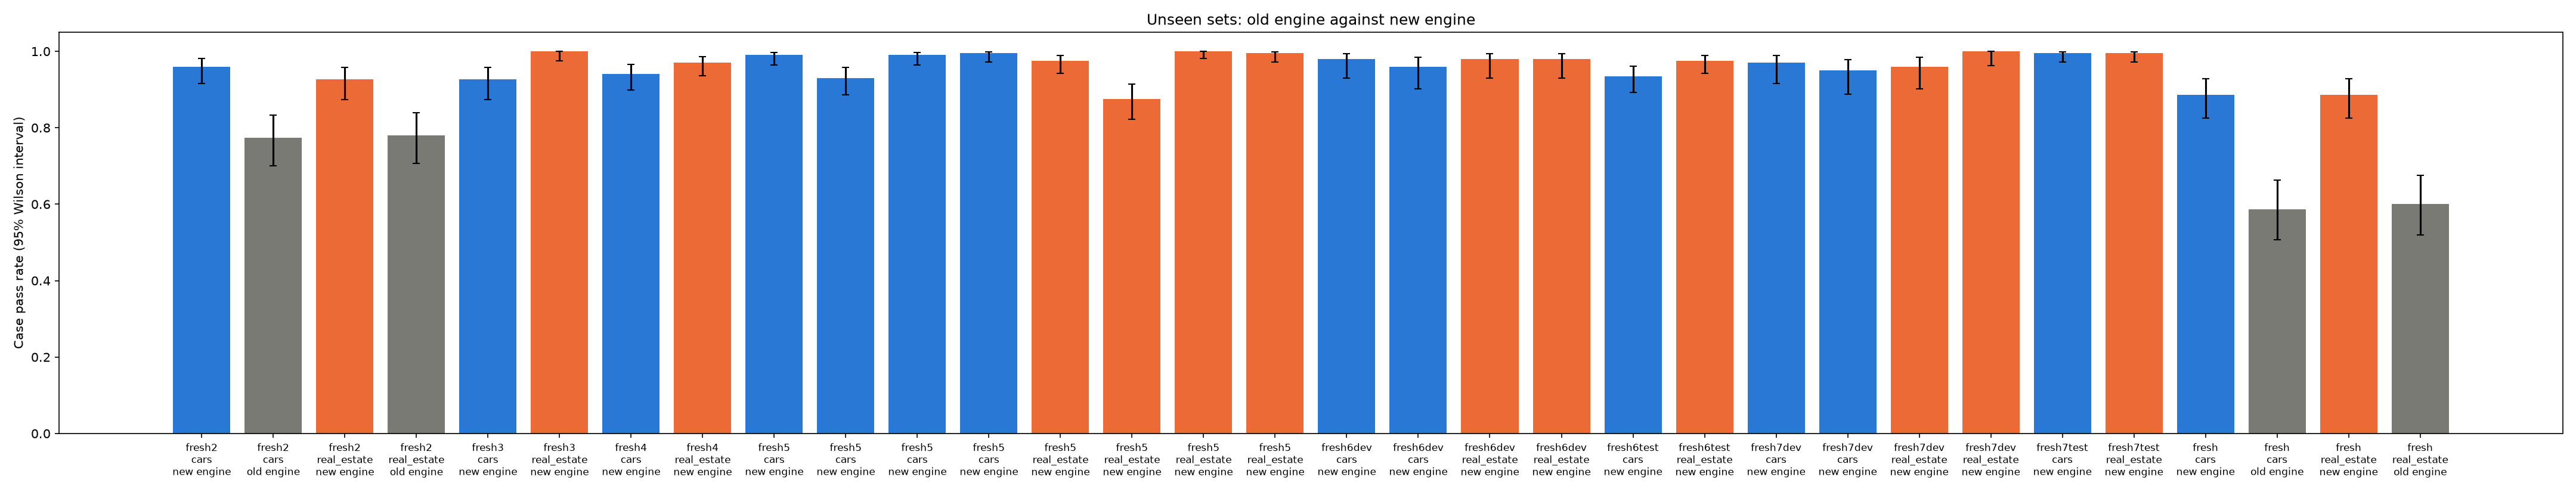 Unseen sets: old engine against new engine
Case pass rate (95% Wilson interval)
1.0
0.8
0.6
0.4
0.2
0.0
fresh2 cars new engine
fresh2 cars old engine
fresh2 real_estate new engine
fresh2 real_estate old engine
fresh3 cars new engine
fresh3 real_estate new engine
fresh4 cars new engine
fresh4 real_estate new engine
fresh5 cars new engine
fresh5 cars new engine
fresh5 cars new engine
fresh5 cars new engine
fresh5 real_estate new engine
fresh5 real_estate new engine
fresh5 real_estate new engine
fresh5 real_estate new engine
fresh6dev cars new engine
fresh6dev cars new engine
fresh6dev real_estate new engine
fresh6dev real_estate new engine
fresh6test cars new engine
fresh6test real_estate new engine
fresh7dev cars new engine
fresh7dev cars new engine
fresh7dev real_estate new engine
fresh7dev real_estate new engine
fresh7test cars new engine
fresh7test real_estate new engine
fresh cars new engine
fresh cars old engine
fresh real_estate new engine
fresh real_estate old engine